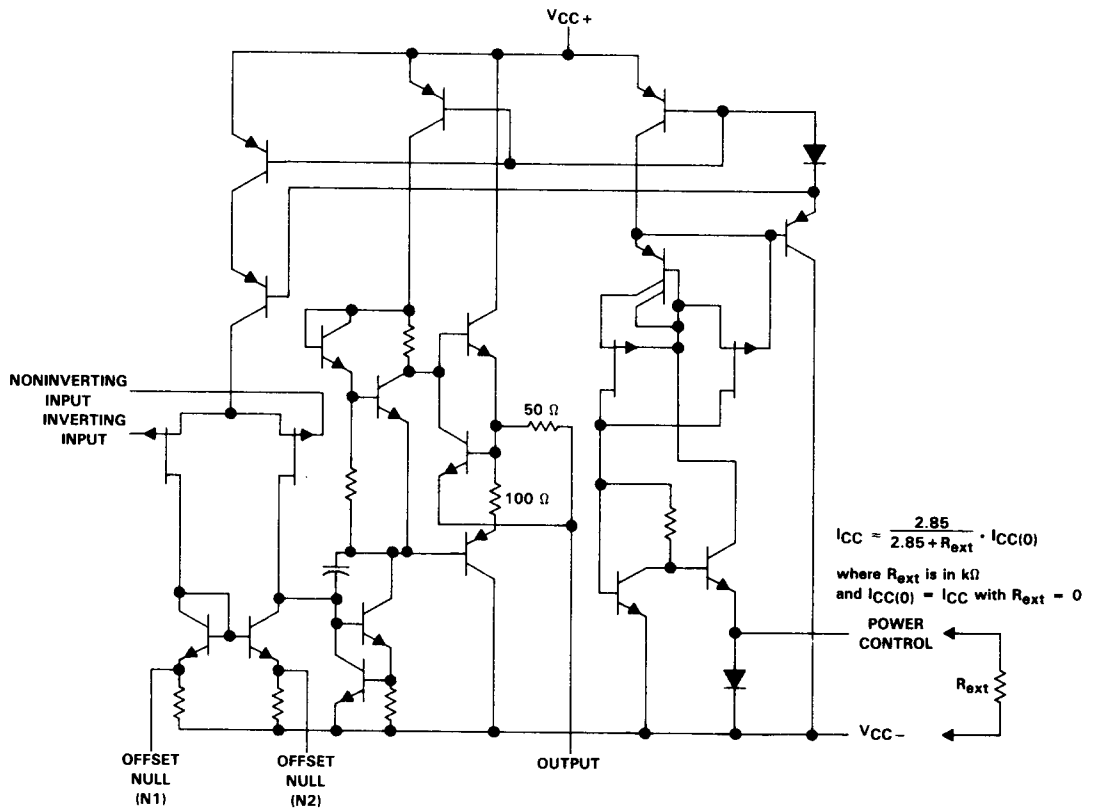 VCC+
NONINVERTING
INPUT
INVERTING
INPUT
50 Ω
100 Ω
ICC ≈ 2.85 / 2.85 + Rext · ICC(0)
where Rext is in kΩ
and ICC(0) = ICC with Rext = 0
POWER
CONTROL
Rext
VCC−
OFFSET
NULL
(N1)
OFFSET
NULL
(N2)
OUTPUT